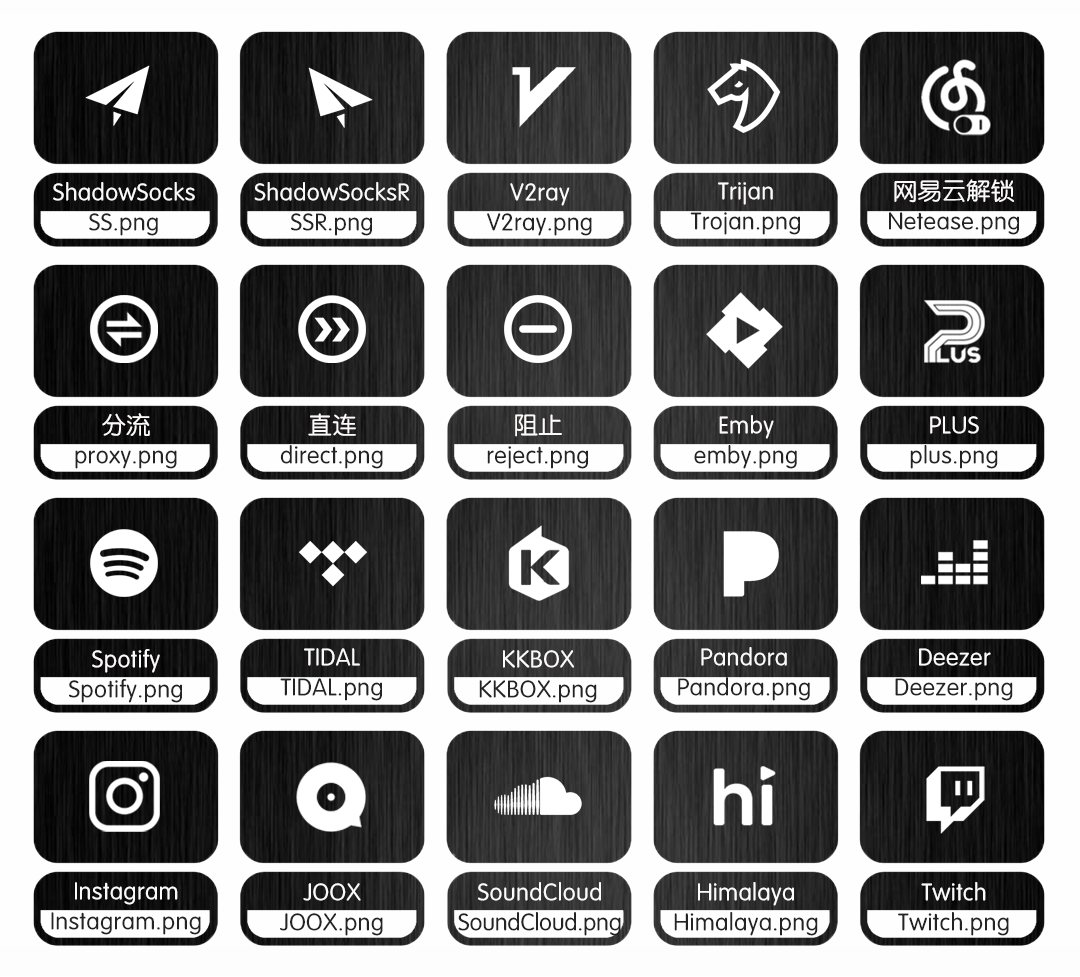 ShadowSocks
SS.png
ShadowSocksR
SSR.png
V2ray
V2ray.png
Trijan
Trojan.png
网易云解锁
Netease.png
PLUS
分流
proxy.png
直连
direct.png
阻止
reject.png
Emby
emby.png
PLUS
plus.png
K
Spotify
Spotify.png
TIDAL
TIDAL.png
KKBOX
KKBOX.png
Pandora
Pandora.png
Deezer
Deezer.png
hi
Instagram
Instagram.png
JOOX
JOOX.png
SoundCloud
SoundCloud.png
Himalaya
Himalaya.png
Twitch
Twitch.png